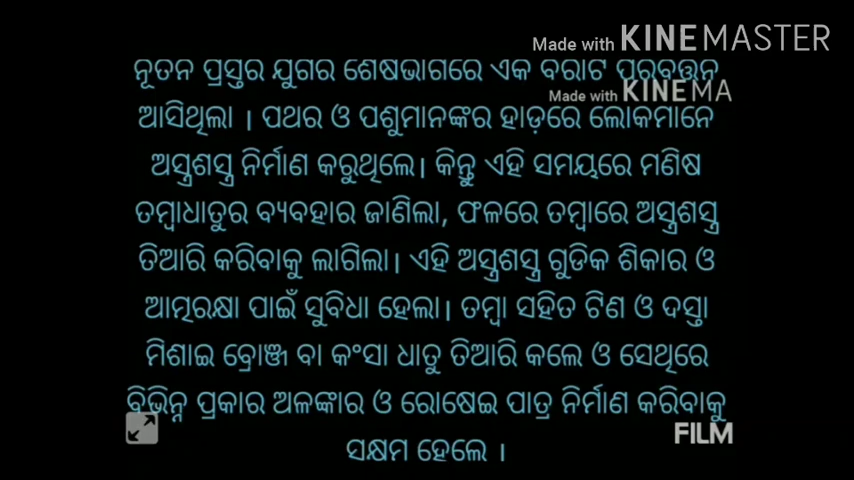 Made with KINEMASTER
ନୂତନ ପ୍ରସ୍ତର ଯୁଗର ଶେଷଭାଗରେ ଏକ ବରାଟ ପରବତ୍ତନ
Made with KINEMA
ଆସିଥିଲା । ପଥର ଓ ପଶୁମାନଙ୍କର ହାଡ଼ରେ ଲୋକମାନେ
ଅସ୍ତ୍ରଶସ୍ତ୍ର ନିର୍ମାଣ କରୁଥିଲେ। କିନ୍ତୁ ଏହି ସମୟରେ ମଣିଷ
ତମ୍ବାଧାତୁର ବ୍ୟବହାର ଜାଣିଲା, ଫଳରେ ତମ୍ବାରେ ଅସ୍ତ୍ରଶସ୍ତ୍ର
ତିଆରି କରିବାକୁ ଲାଗିଲା। ଏହି ଅସ୍ତ୍ରଶସ୍ତ୍ର ଗୁଡିକ ଶିକାର ଓ
ଆତ୍ମରକ୍ଷା ପାଇଁ ସୁବିଧା ହେଲା। ତମ୍ବା ସହିତ ଟିଣ ଓ ଦସ୍ତା
ମିଶାଇ ବ୍ରୋଞ୍ଜ ବା କଂସା ଧାତୁ ତିଆରି କଲେ ଓ ସେଥିରେ
ବିଭିନ୍ନ ପ୍ରକାର ଅଳଙ୍କାର ଓ ରୋଷେଇ ପାତ୍ର ନିର୍ମାଣ କରିବାକୁ
FILM
ସକ୍ଷମ ହେଲେ ।